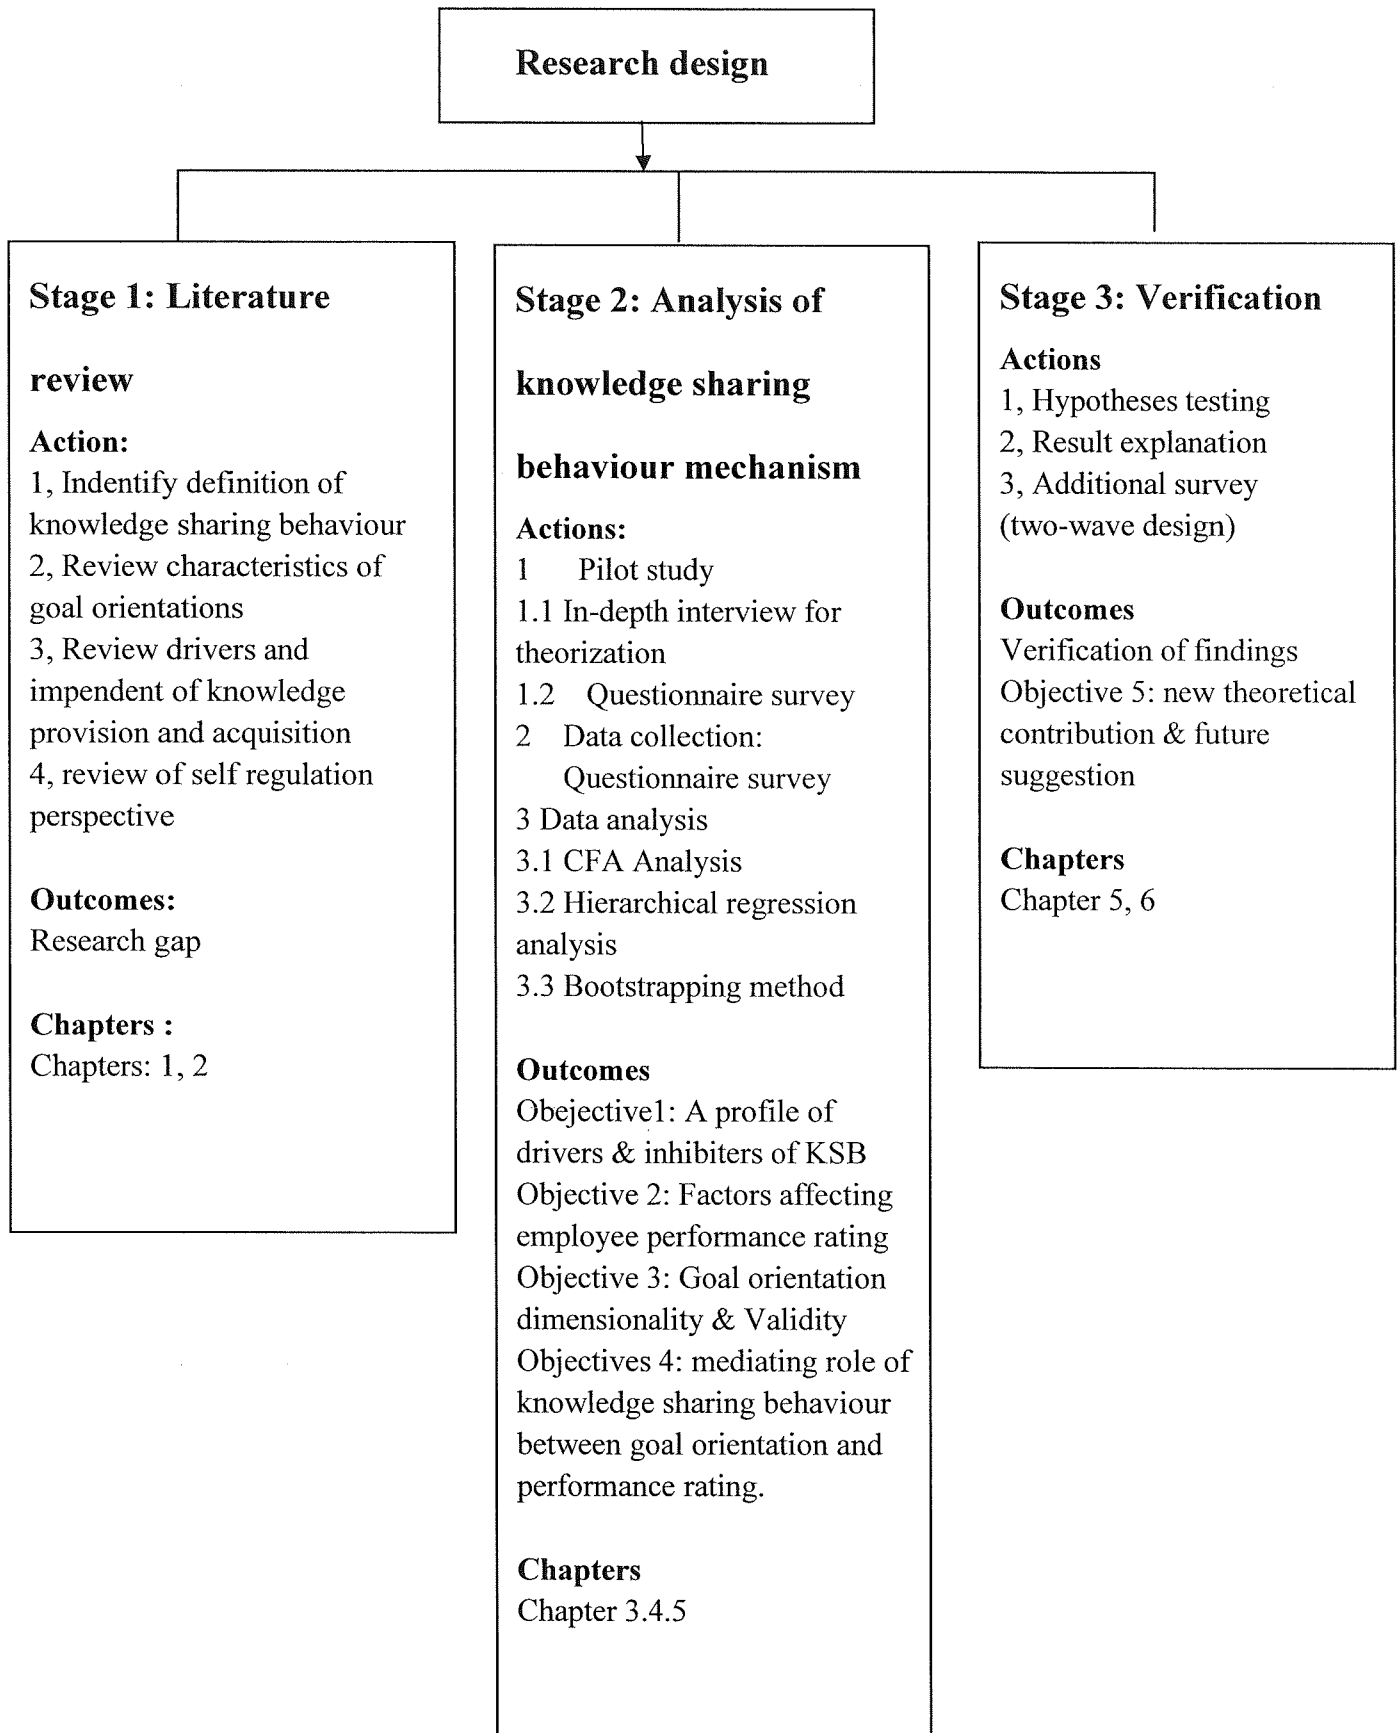 Research design
Stage 1: Literature
review
Action:
1, Indentify definition of
knowledge sharing behaviour
2, Review characteristics of
goal orientations
3, Review drivers and
impendent of knowledge
provision and acquisition
4, review of self regulation
perspective
Outcomes:
Research gap
Chapters :
Chapters: 1, 2
Stage 2: Analysis of
knowledge sharing
behaviour mechanism
Actions:
1 Pilot study
1.1 In-depth interview for
theorization
1.2 Questionnaire survey
2 Data collection:
Questionnaire survey
3 Data analysis
3.1 CFA Analysis
3.2 Hierarchical regression
analysis
3.3 Bootstrapping method
Outcomes
Obejective1: A profile of
drivers & inhibiters of KSB
Objective 2: Factors affecting
employee performance rating
Objective 3: Goal orientation
dimensionality & Validity
Objectives 4: mediating role of
knowledge sharing behaviour
between goal orientation and
performance rating.
Chapters
Chapter 3.4.5
Stage 3: Verification
Actions
1, Hypotheses testing
2, Result explanation
3, Additional survey
(two-wave design)
Outcomes
Verification of findings
Objective 5: new theoretical
contribution & future
suggestion
Chapters
Chapter 5, 6